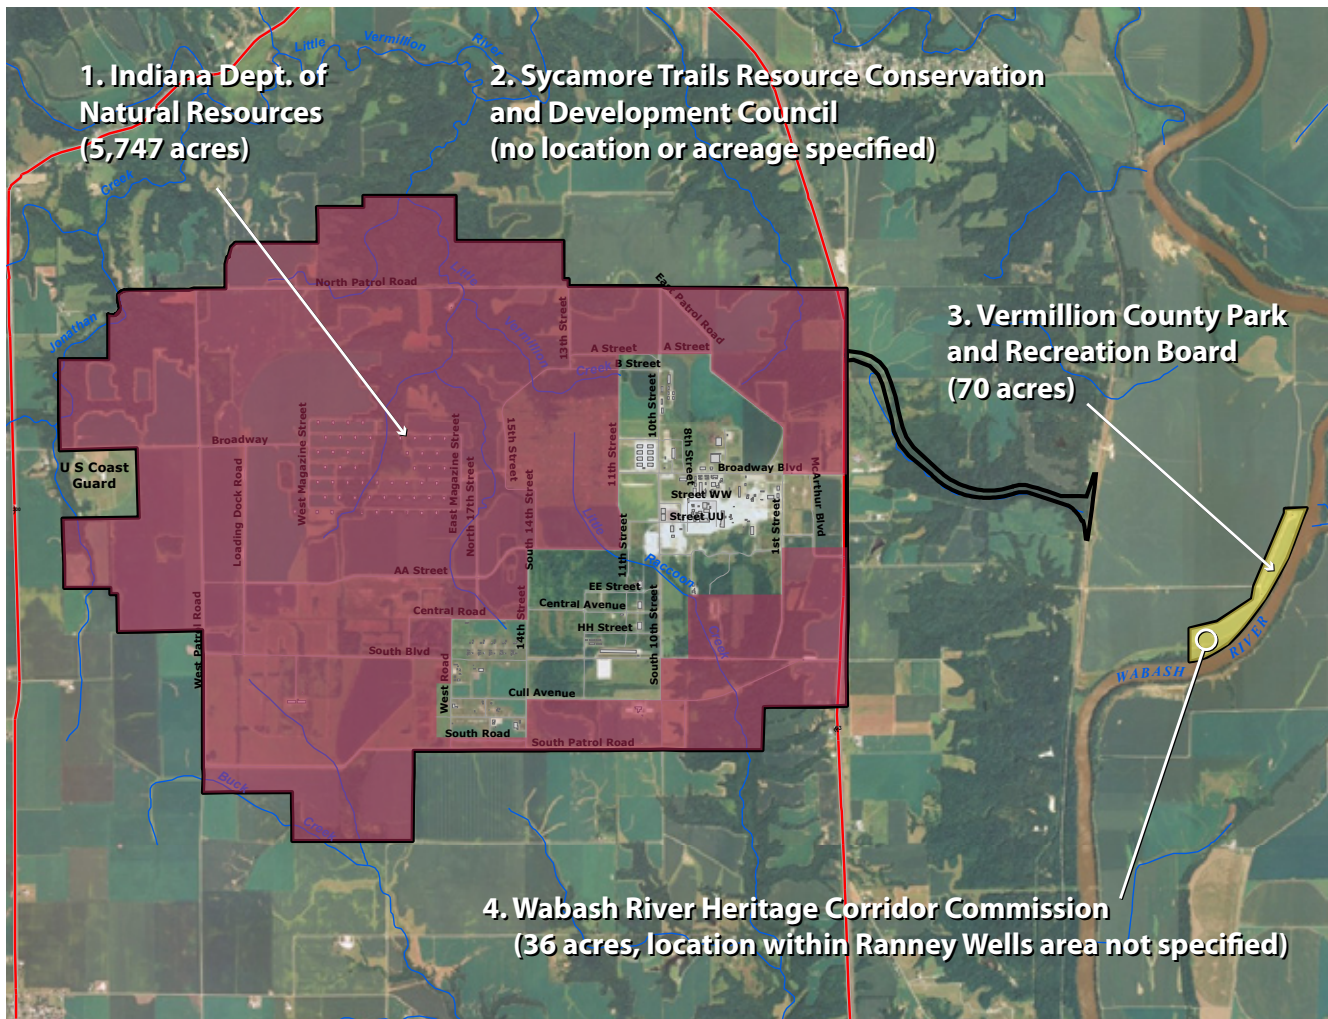 Little Vermillion River
1. Indiana Dept. of
Natural Resources
(5,747 acres)
2. Sycamore Trails Resource Conservation
and Development Council
(no location or acreage specified)
Creek
Jonathan
North Patrol Road
Little
Vermillion
Creek
East Patrol Road
13th Street
A Street
A Street
B Street
3. Vermillion County Park
and Recreation Board
(70 acres)
10th Street
8th Street
11th Street
15th Street
Broadway
West Magazine Street
East Magazine Street
North 17th Street
Loading Dock Road
U S Coast
Guard
Broadway Blvd
McArthur Blvd
Street WW
Street UU
1st Street
South 14th Street
11th Street
Little
Raccoon
Creek
AA Street
EE Street
Central Road
Central Avenue
14th Street
HH Street
South 10th Street
West Patrol Road
South Blvd
West Road
Cull Avenue
South Road
South Patrol Road
WABASH RIVER
Buck
Creek
4. Wabash River Heritage Corridor Commission
(36 acres, location within Ranney Wells area not specified)